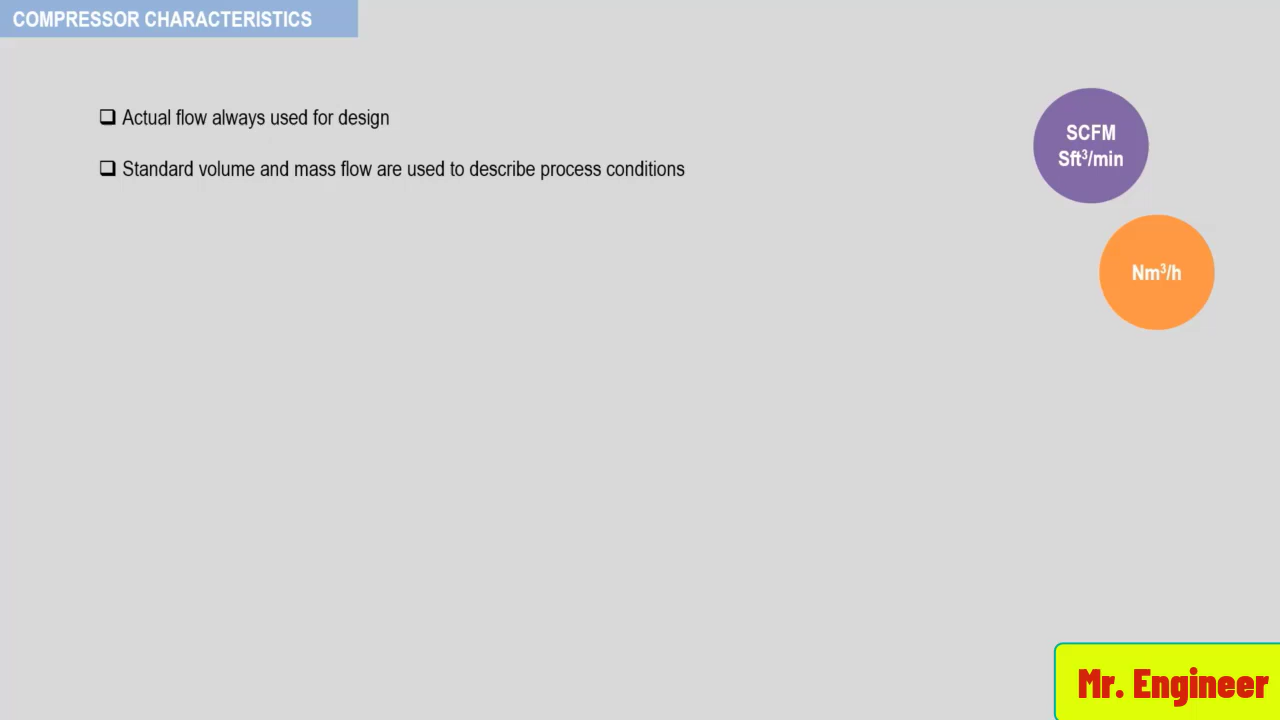 COMPRESSOR CHARACTERISTICS
❑ Actual flow always used for design
❑ Standard volume and mass flow are used to describe process conditions
SCFM
Sft³/min
Nm³/h
Mr. Engineer